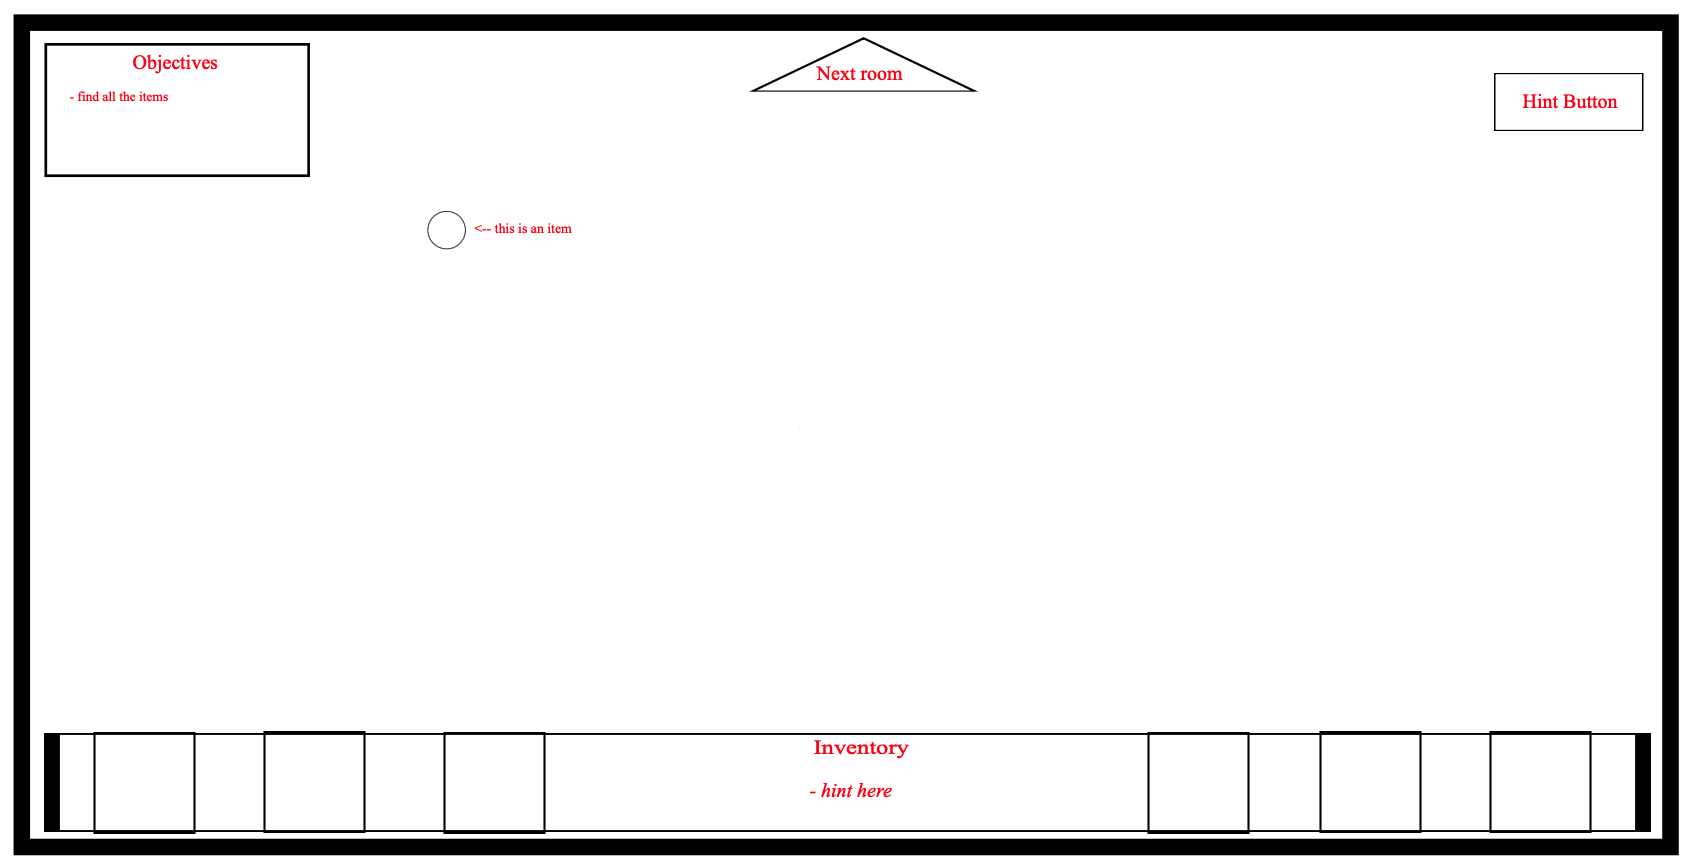 Objectives
- find all the items
Next room
Hint Button
<-- this is an item
Inventory
- hint here